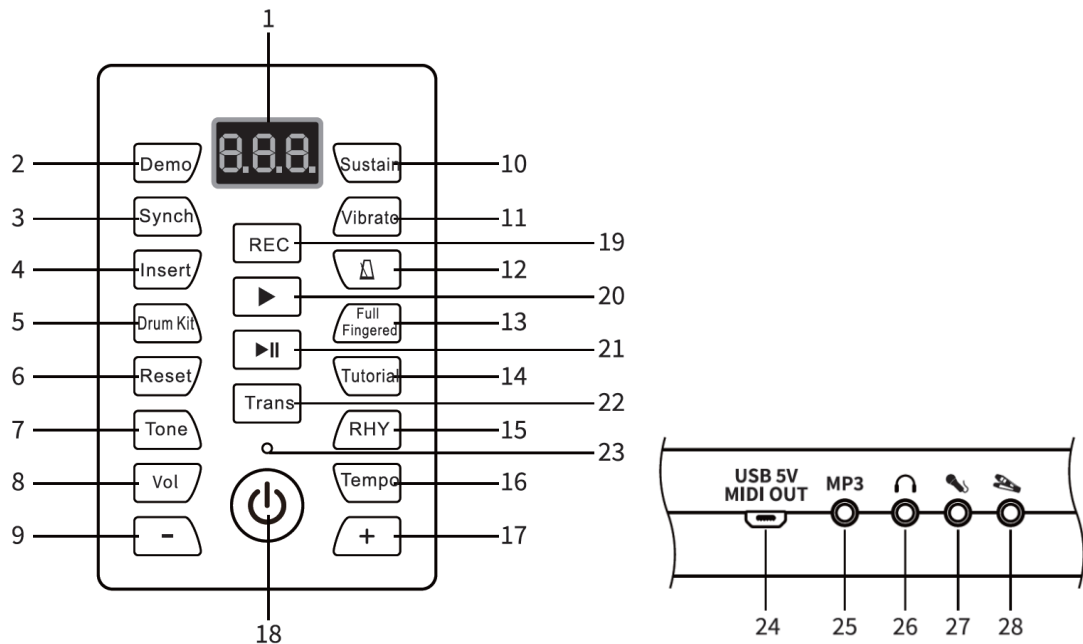 1
8.8.8.
2 Demo Sustain 10
3 Synch Vibrato 11
REC 19
4 Insert 12
20
5 Drum Kit Full Fingered 13
21
6 Reset Tutorial 14
Trans 22
7 Tone RHY 15
23
8 Vol Tempo 16
9 - + 17
18
USB 5V
MIDI OUT MP3
24 25 26 27 28